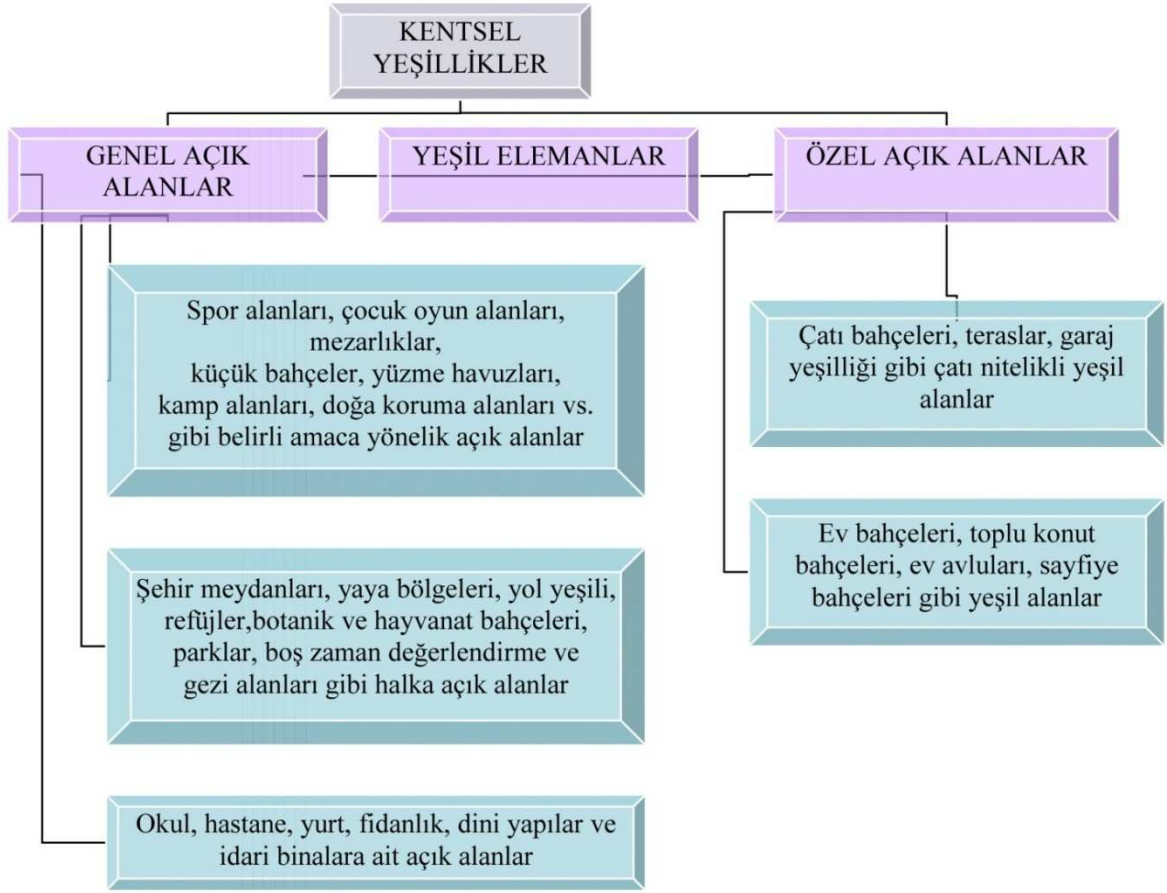 KENTSEL
YEŞİLLİKLER
GENEL AÇIK
ALANLAR
YEŞİL ELEMANLAR
ÖZEL AÇIK ALANLAR
Spor alanları, çocuk oyun alanları,
mezarlıklar,
küçük bahçeler, yüzme havuzları,
kamp alanları, doğa koruma alanları vs.
gibi belirli amaca yönelik açık alanlar
Şehir meydanları, yaya bölgeleri, yol yeşili,
refüjler,botanik ve hayvanat bahçeleri,
parklar, boş zaman değerlendirme ve
gezi alanları gibi halka açık alanlar
Okul, hastane, yurt, fidanlık, dini yapılar ve
idari binalara ait açık alanlar
Çatı bahçeleri, teraslar, garaj
yeşilliği gibi çatı nitelikli yeşil
alanlar
Ev bahçeleri, toplu konut
bahçeleri, ev avluları, sayfiye
bahçeleri gibi yeşil alanlar